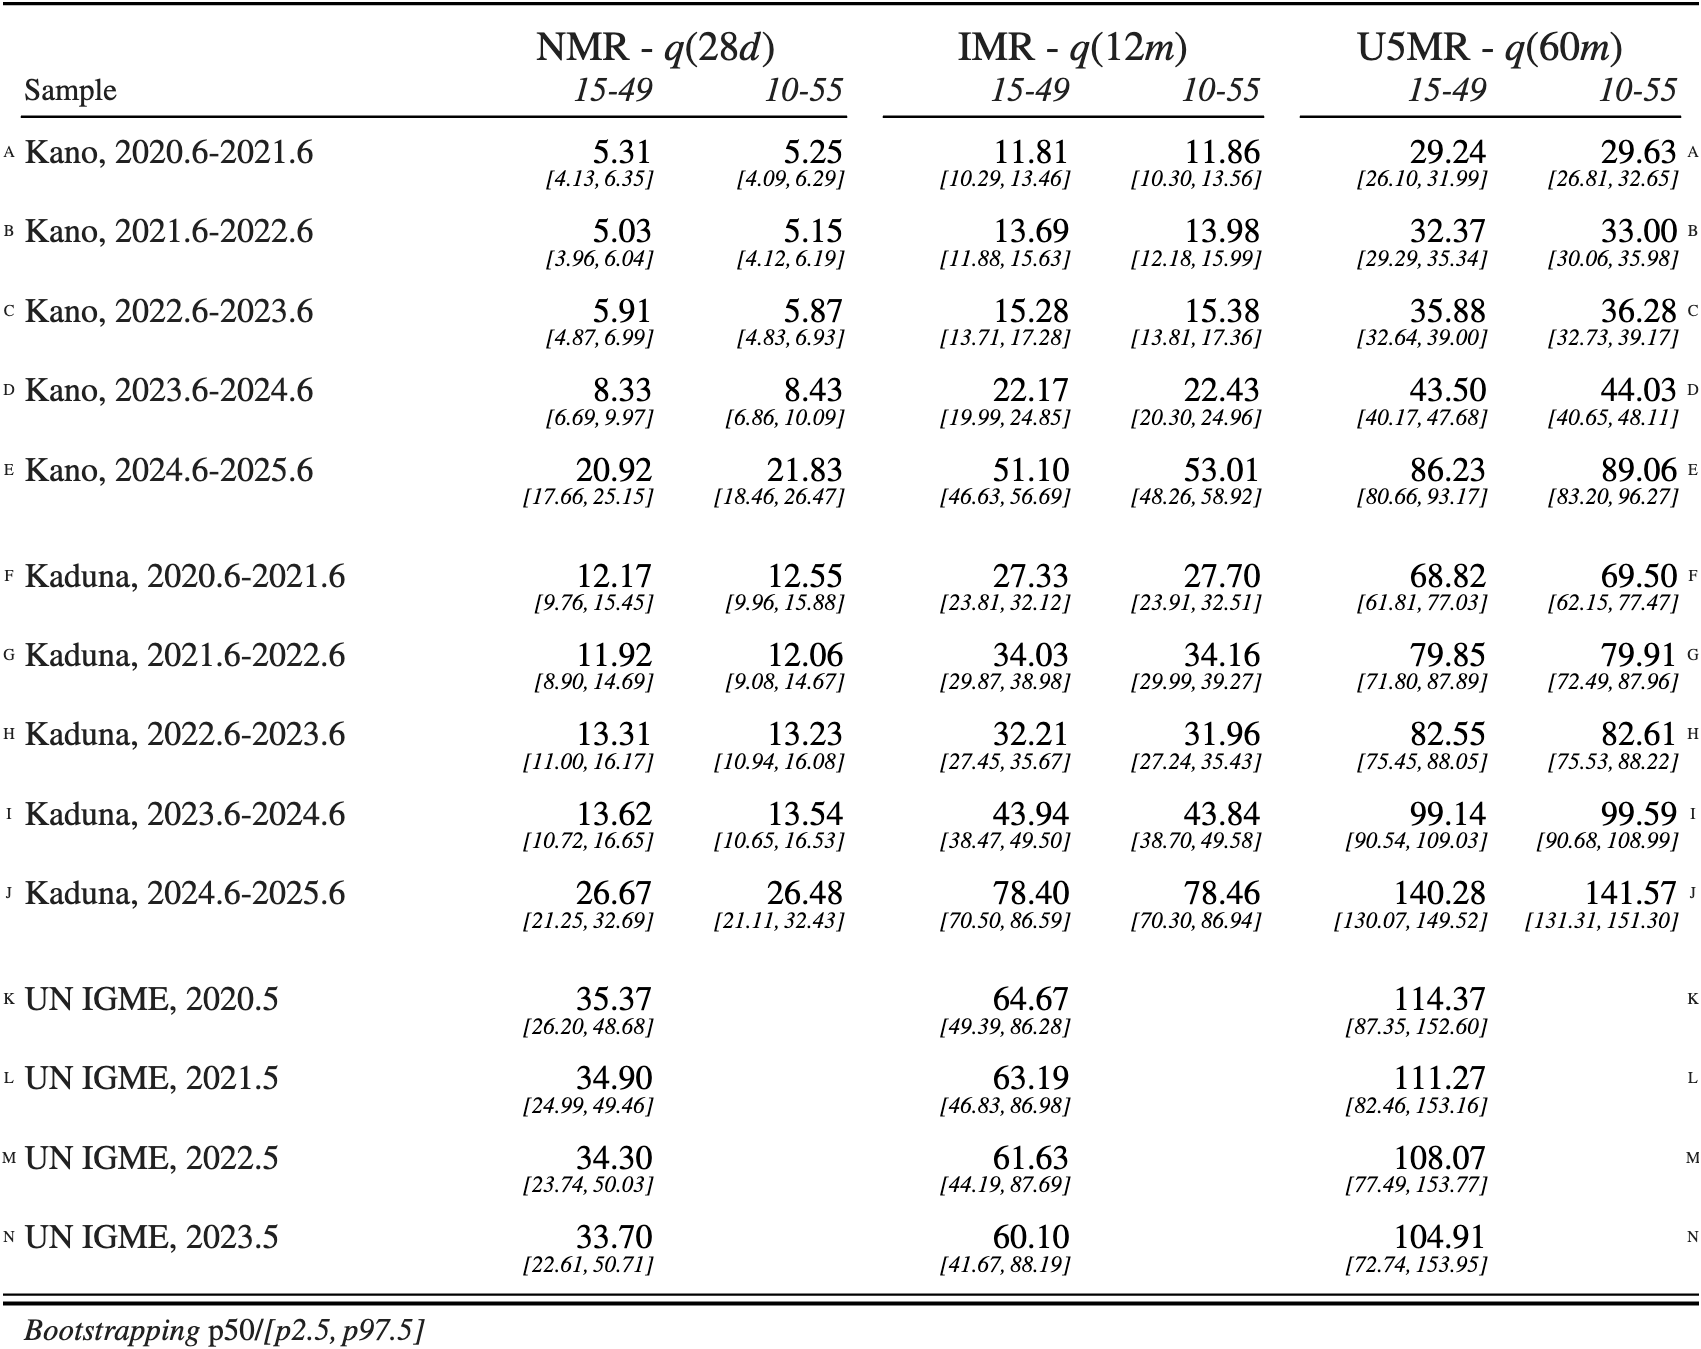 NMR - q(28d) IMR - q(12m) U5MR - q(60m)
Sample 15-49 10-55 15-49 10-55 15-49 10-55
A Kano, 2020.6-2021.6 5.31 5.25 11.81 11.86 29.24 29.63 A
[4.13, 6.35] [4.09, 6.29] [10.29, 13.46] [10.30, 13.56] [26.10, 31.99] [26.81, 32.65]
B Kano, 2021.6-2022.6 5.03 5.15 13.69 13.98 32.37 33.00 B
[3.96, 6.04] [4.12, 6.19] [11.88, 15.63] [12.18, 15.99] [29.29, 35.34] [30.06, 35.98]
C Kano, 2022.6-2023.6 5.91 5.87 15.28 15.38 35.88 36.28 C
[4.87, 6.99] [4.83, 6.93] [13.71, 17.28] [13.81, 17.36] [32.64, 39.00] [32.73, 39.17]
D Kano, 2023.6-2024.6 8.33 8.43 22.17 22.43 43.50 44.03 D
[6.69, 9.97] [6.86, 10.09] [19.99, 24.85] [20.30, 24.96] [40.17, 47.68] [40.65, 48.11]
E Kano, 2024.6-2025.6 20.92 21.83 51.10 53.01 86.23 89.06 E
[17.66, 25.15] [18.46, 26.47] [46.63, 56.69] [48.26, 58.92] [80.66, 93.17] [83.20, 96.27]
F Kaduna, 2020.6-2021.6 12.17 12.55 27.33 27.70 68.82 69.50 F
[9.76, 15.45] [9.96, 15.88] [23.81, 32.12] [23.91, 32.51] [61.81, 77.03] [62.15, 77.47]
G Kaduna, 2021.6-2022.6 11.92 12.06 34.03 34.16 79.85 79.91 G
[8.90, 14.69] [9.08, 14.67] [29.87, 38.98] [29.99, 39.27] [71.80, 87.89] [72.49, 87.96]
H Kaduna, 2022.6-2023.6 13.31 13.23 32.21 31.96 82.55 82.61 H
[11.00, 16.17] [10.94, 16.08] [27.45, 35.67] [27.24, 35.43] [75.45, 88.05] [75.53, 88.22]
I Kaduna, 2023.6-2024.6 13.62 13.54 43.94 43.84 99.14 99.59 I
[10.72, 16.65] [10.65, 16.53] [38.47, 49.50] [38.70, 49.58] [90.54, 109.03] [90.68, 108.99]
J Kaduna, 2024.6-2025.6 26.67 26.48 78.40 78.46 140.28 141.57 J
[21.25, 32.69] [21.11, 32.43] [70.50, 86.59] [70.30, 86.94] [130.07, 149.52] [131.31, 151.30]
K UN IGME, 2020.5 35.37 64.67 114.37 K
[26.20, 48.68] [49.39, 86.28] [87.35, 152.60]
L UN IGME, 2021.5 34.90 63.19 111.27 L
[24.99, 49.46] [46.83, 86.98] [82.46, 153.16]
M UN IGME, 2022.5 34.30 61.63 108.07 M
[23.74, 50.03] [44.19, 87.69] [77.49, 153.77]
N UN IGME, 2023.5 33.70 60.10 104.91 N
[22.61, 50.71] [41.67, 88.19] [72.74, 153.95]
Bootstrapping p50/[p2.5, p97.5]